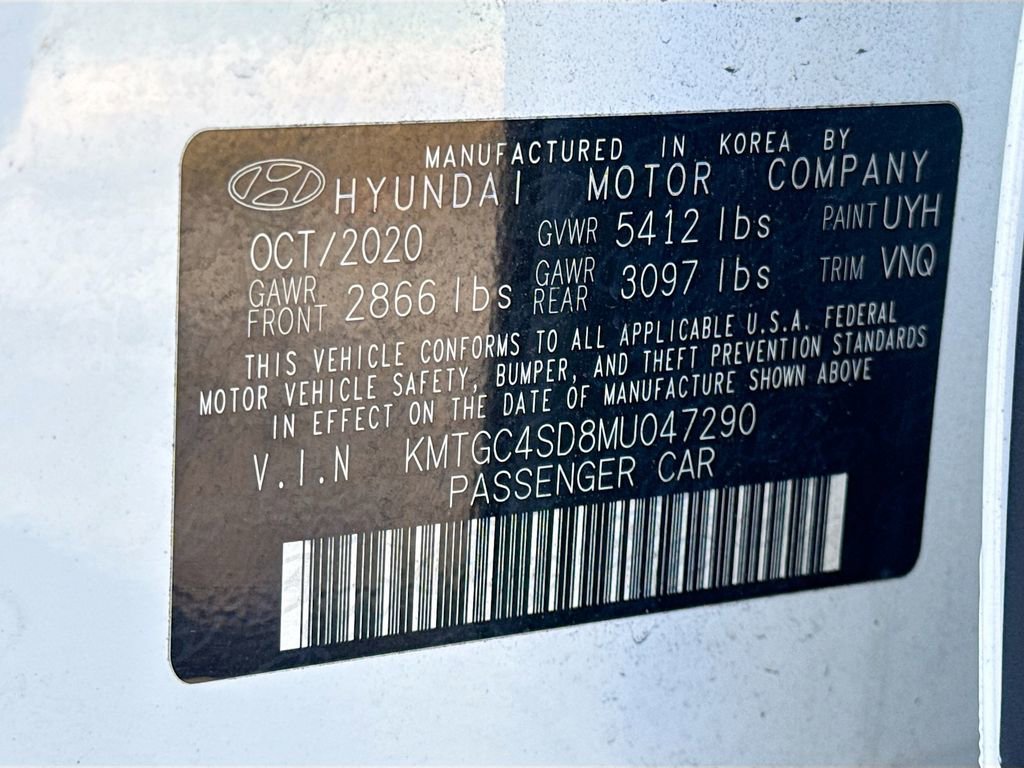 MANUFACTURED IN KOREA BY
HYUNDAI MOTOR COMPANY
OCT/2020 GVWR 5412 lbs PAINT UYH
GAWR FRONT 2866 lbs GAWR REAR 3097 lbs TRIM VNQ
THIS VEHICLE CONFORMS TO ALL APPLICABLE U.S.A. FEDERAL
MOTOR VEHICLE SAFETY, BUMPER, AND THEFT PREVENTION STANDARDS
IN EFFECT ON THE DATE OF MANUFACTURE SHOWN ABOVE
V.I.N KMTGC4SD8MU047290
PASSENGER CAR